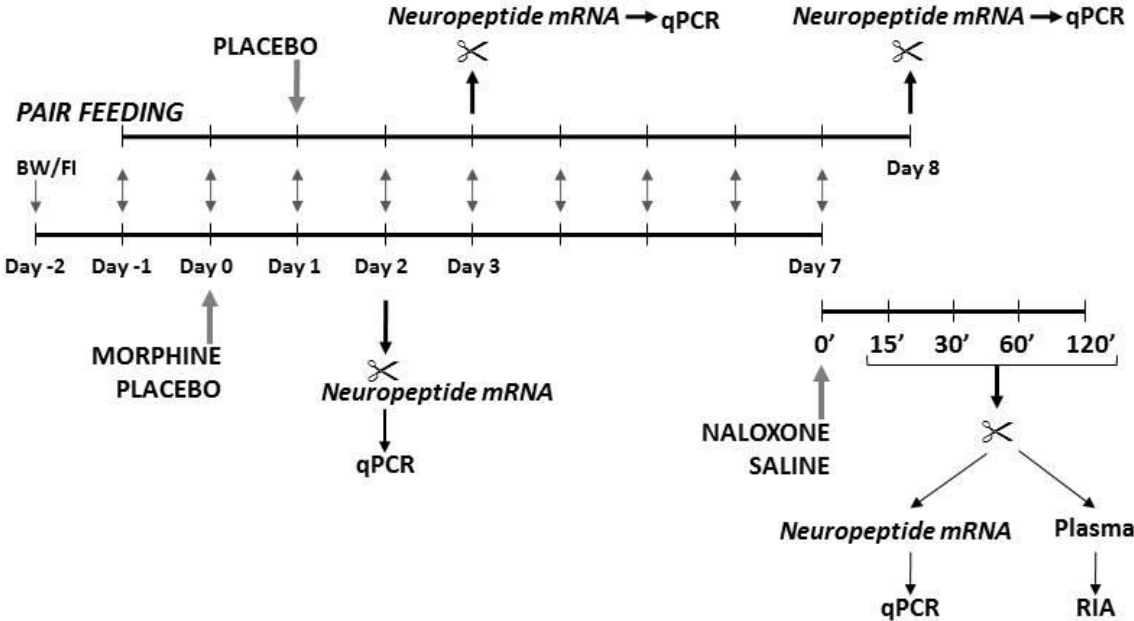 Neuropeptide mRNA qPCR
Neuropeptide mRNA qPCR
PLACEBO
PAIR FEEDING
BW/FI
Day 8
Day -2 Day -1 Day 0 Day 1 Day 2 Day 3 Day 7
MORPHINE
PLACEBO
0’ 15’ 30’ 60’ 120’
Neuropeptide mRNA
qPCR
NALOXONE
SALINE
Neuropeptide mRNA
Plasma
qPCR
RIA